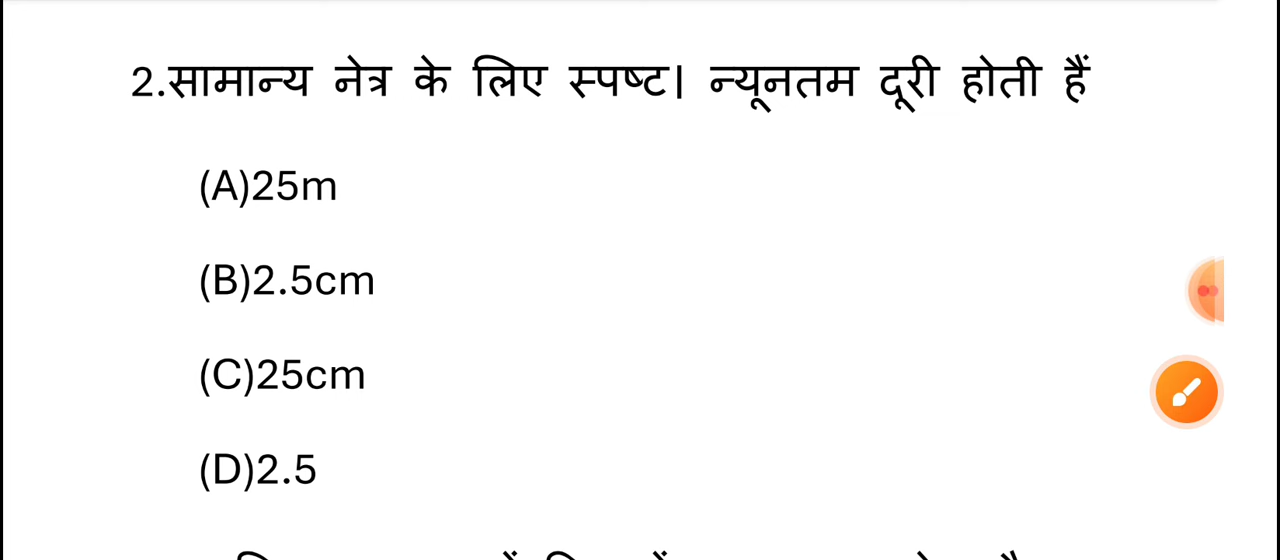 2.सामान्य नेत्र के लिए स्पष्ट| न्यूनतम दूरी होती हैं
(A)25m
(B)2.5cm
(C)25cm
(D)2.5